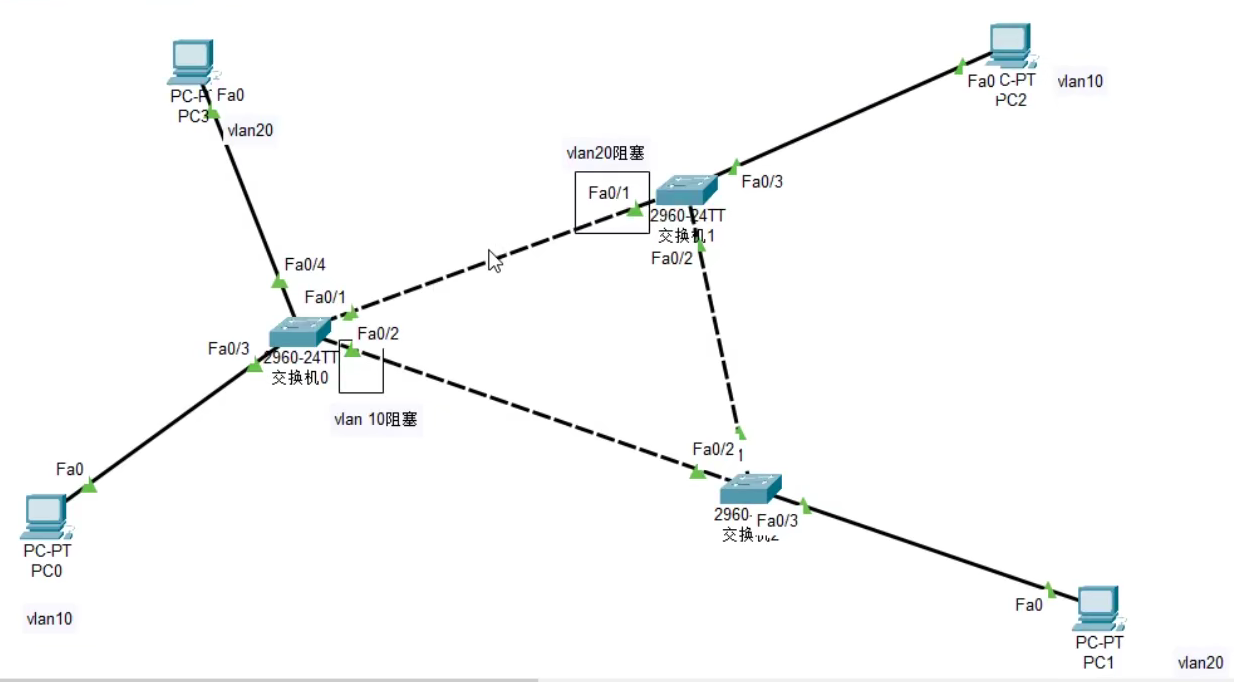 PC-PT
PC3
Fa0
vlan20
Fa0
C-PT
PC2
vlan10
vlan20阻塞
Fa0/1
Fa0/3
2960-24TT
交换机1
Fa0/2
Fa0/4
Fa0/1
Fa0/2
Fa0/3
2960-24TT
交换机0
vlan 10阻塞
Fa0
PC-PT
PC0
vlan10
Fa0/2
1
2960-
Fa0/3
交换机2
Fa0
PC-PT
PC1
vlan20